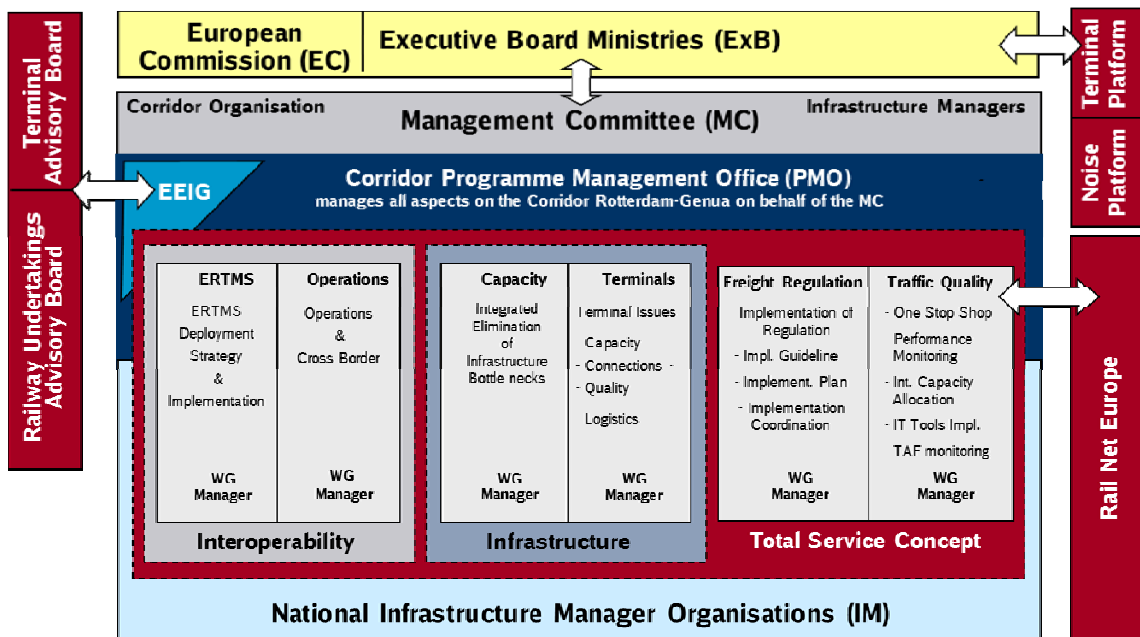 Terminal
Advisory Board
Railway Undertakings
Advisory Board
European
Commission (EC)
Executive Board Ministries (ExB)
Terminal
Platform
Noise
Platform
Rail Net Europe
Corridor Organisation
Infrastructure Managers
Management Committee (MC)
EEIG
Corridor Programme Management Office (PMO)
manages all aspects on the Corridor Rotterdam-Genua on behalf of the MC
ERTMS
ERTMS
Deployment
Strategy
&
Implementation
WG
Manager
Operations
Operations
&
Cross Border
WG
Manager
Interoperability
Capacity
Integrated
Elimination
of
Infrastructure
Bottle necks
WG
Manager
Terminals
Terminal Issues
Capacity
- Connections -
- Quality
Logistics
WG
Manager
Infrastructure
Freight Regulation
Implementation of
Regulation
- Impl. Guideline
- Implement. Plan
- Implementation
Coordination
WG
Manager
Traffic Quality
- One Stop Shop
Performance
Monitoring
- Int. Capacity
Allocation
- IT Tools Impl.
TAF monitoring
WG
Manager
Total Service Concept
National Infrastructure Manager Organisations (IM)